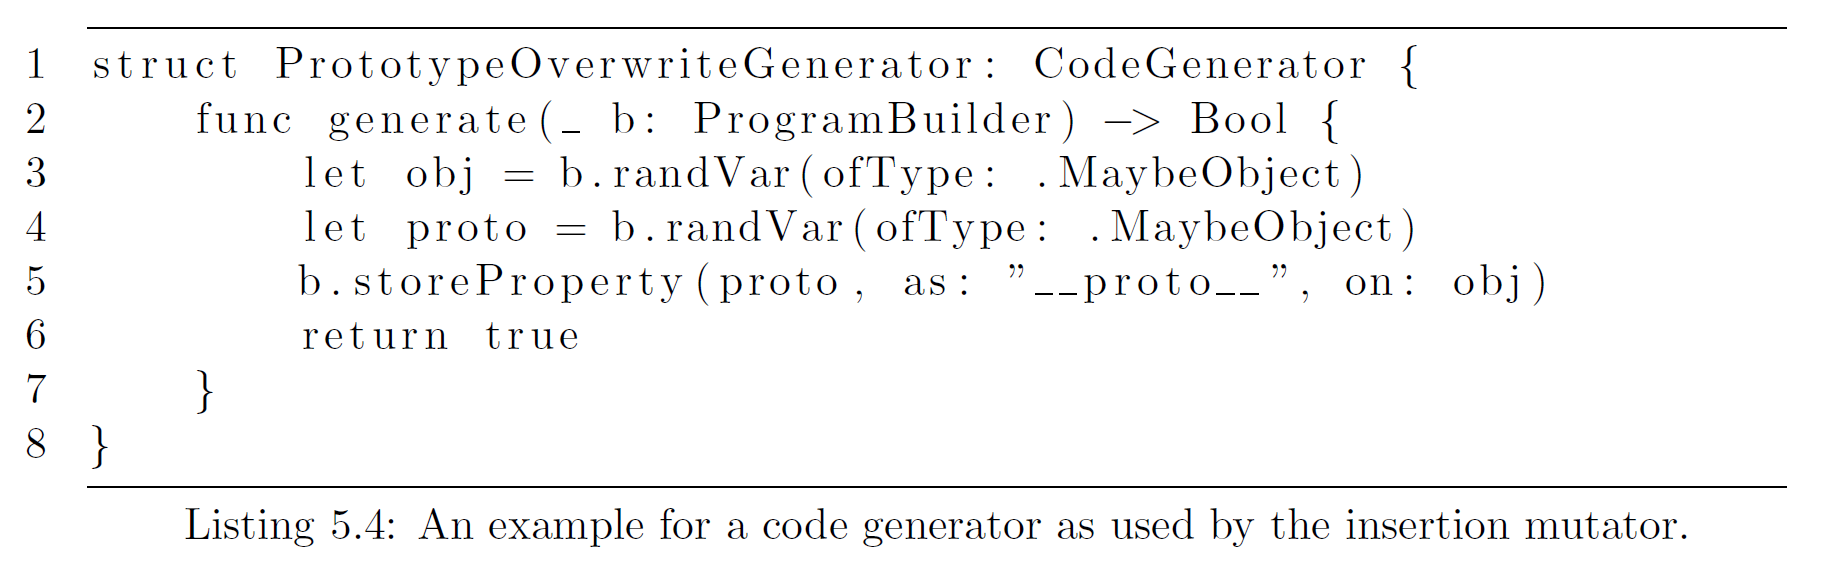 1 struct PrototypeOverwriteGenerator: CodeGenerator {
2     func generate(_ b: ProgramBuilder) -> Bool {
3         let obj = b.randVar(ofType: .MaybeObject)
4         let proto = b.randVar(ofType: .MaybeObject)
5         b.storeProperty(proto, as: ”__proto__”, on: obj)
6         return true
7     }
8 }
Listing 5.4: An example for a code generator as used by the insertion mutator.